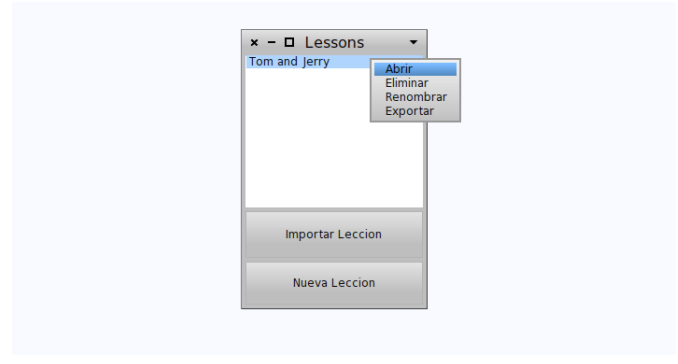 Lessons
Tom and Jerry
Abrir
Eliminar
Renombrar
Exportar
Importar Leccion
Nueva Leccion